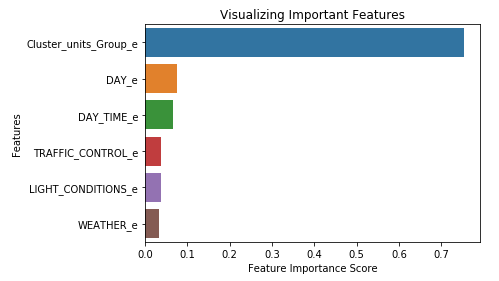 Visualizing Important Features
Cluster_units_Group_e
DAY_e
DAY_TIME_e
TRAFFIC_CONTROL_e
LIGHT_CONDITIONS_e
WEATHER_e
Features
0.0 0.1 0.2 0.3 0.4 0.5 0.6 0.7
Feature Importance Score